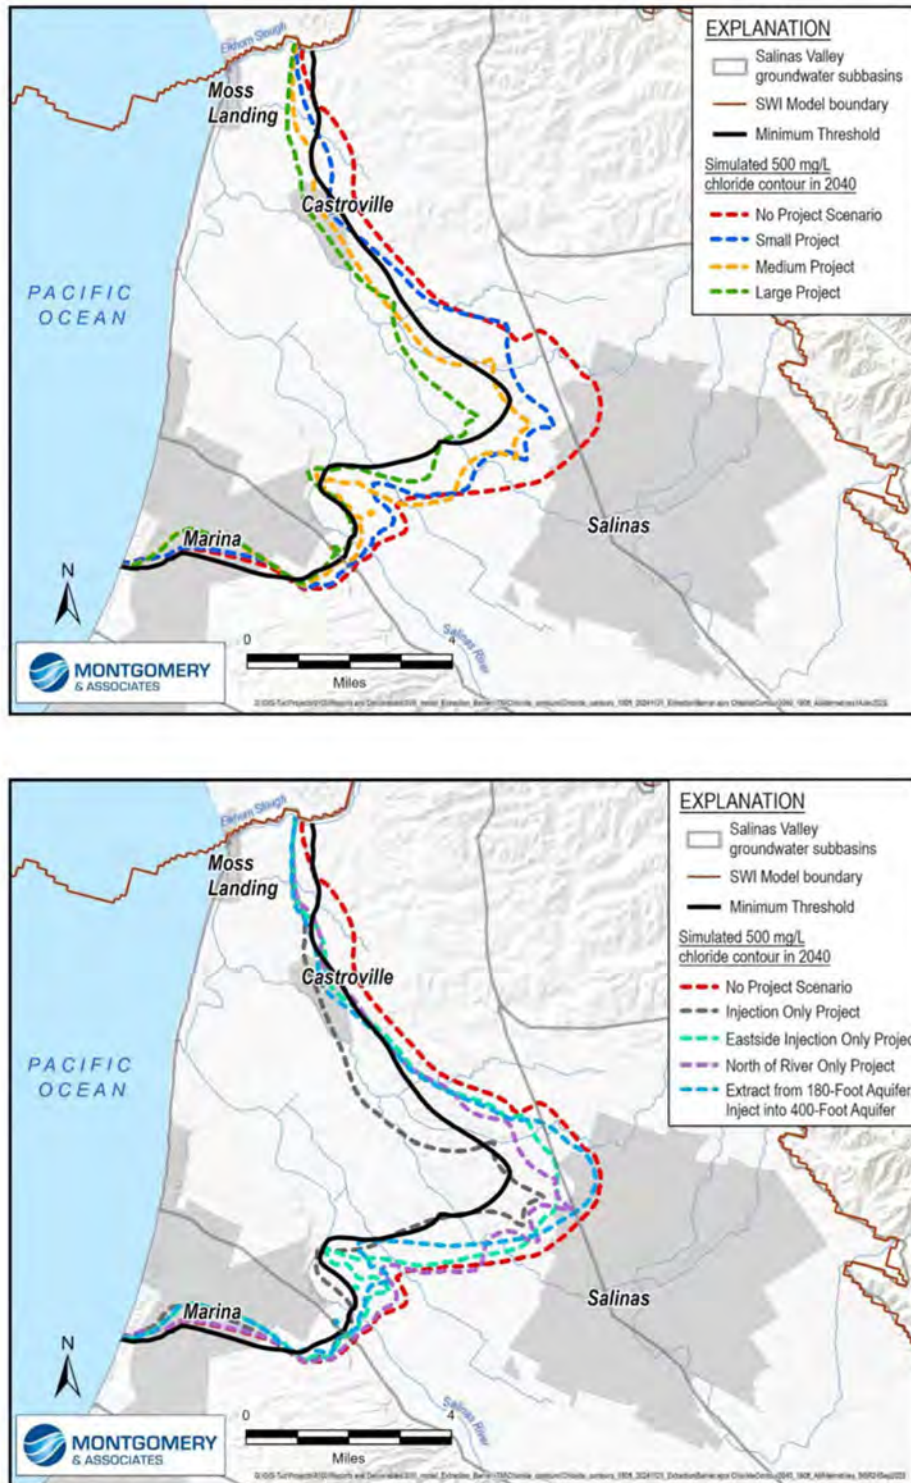 EXPLANATION
Salinas Valley
groundwater subbasins
SWI Model boundary
Minimum Threshold
Simulated 500 mg/L
chloride contour in 2040
No Project Scenario
Small Project
Medium Project
Large Project
Elkhorn Slough
Moss
Landing
Castroville
PACIFIC
OCEAN
Salinas
Marina
N
0
4
Miles
Salinas
River
MONTGOMERY
& ASSOCIATES
EXPLANATION
Salinas Valley
groundwater subbasins
SWI Model boundary
Minimum Threshold
Simulated 500 mg/L
chloride contour in 2040
No Project Scenario
Injection Only Project
Eastside Injection Only Project
North of River Only Project
Extract from 180-Foot Aquifer
Inject into 400-Foot Aquifer
Elkhorn Slough
Moss
Landing
Castroville
PACIFIC
OCEAN
Salinas
Marina
N
0
4
Miles
Salinas
River
MONTGOMERY
& ASSOCIATES